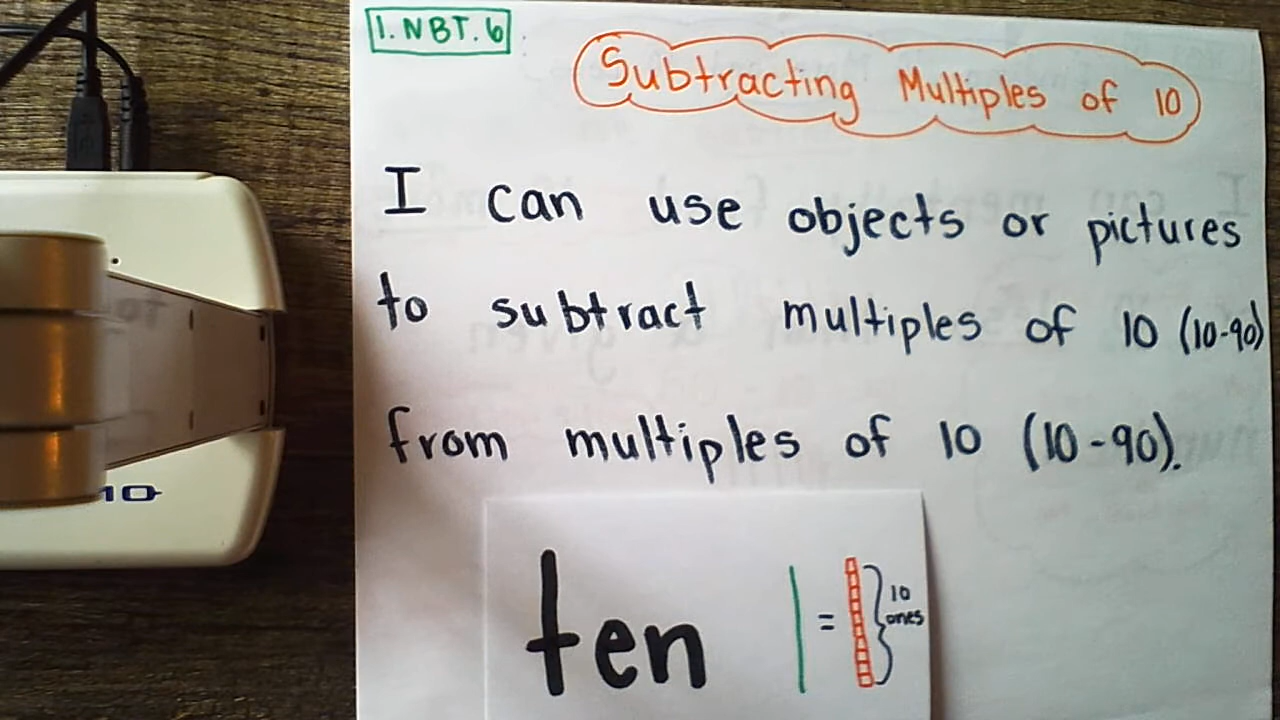 1.NBT.6
Subtracting Multiples of 10
I can use objects or pictures
to subtract multiples of 10 (10-90)
from multiples of 10 (10-90).
ten
=
10
ones
10